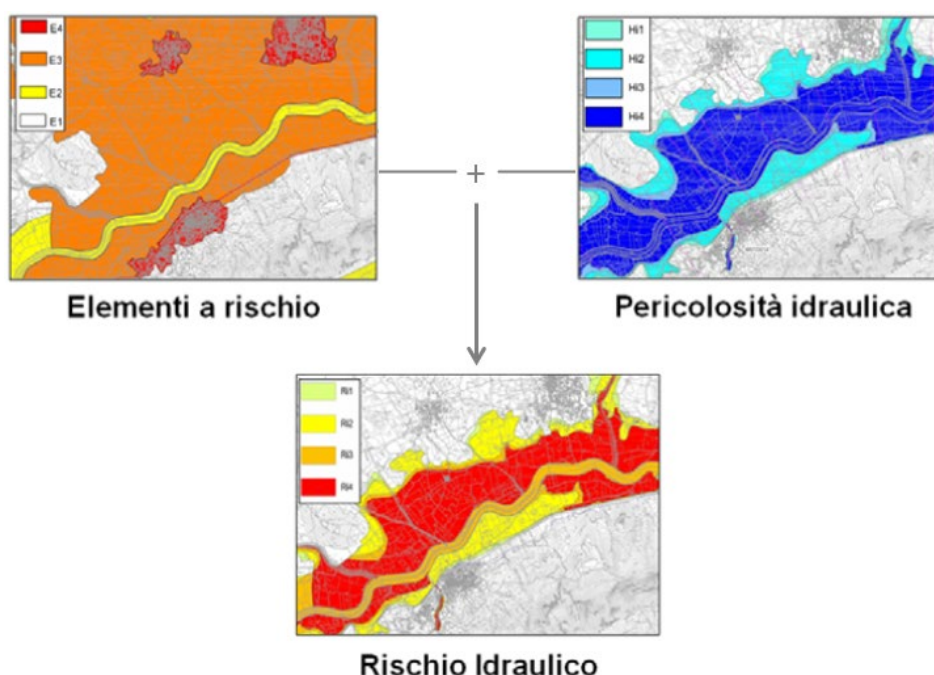 E4
E3
E2
E1
Hi1
Hi2
Hi3
Hi4
+
Elementi a rischio
Pericolosità idraulica
Ri1
Ri2
Ri3
Ri4
Rischio Idraulico